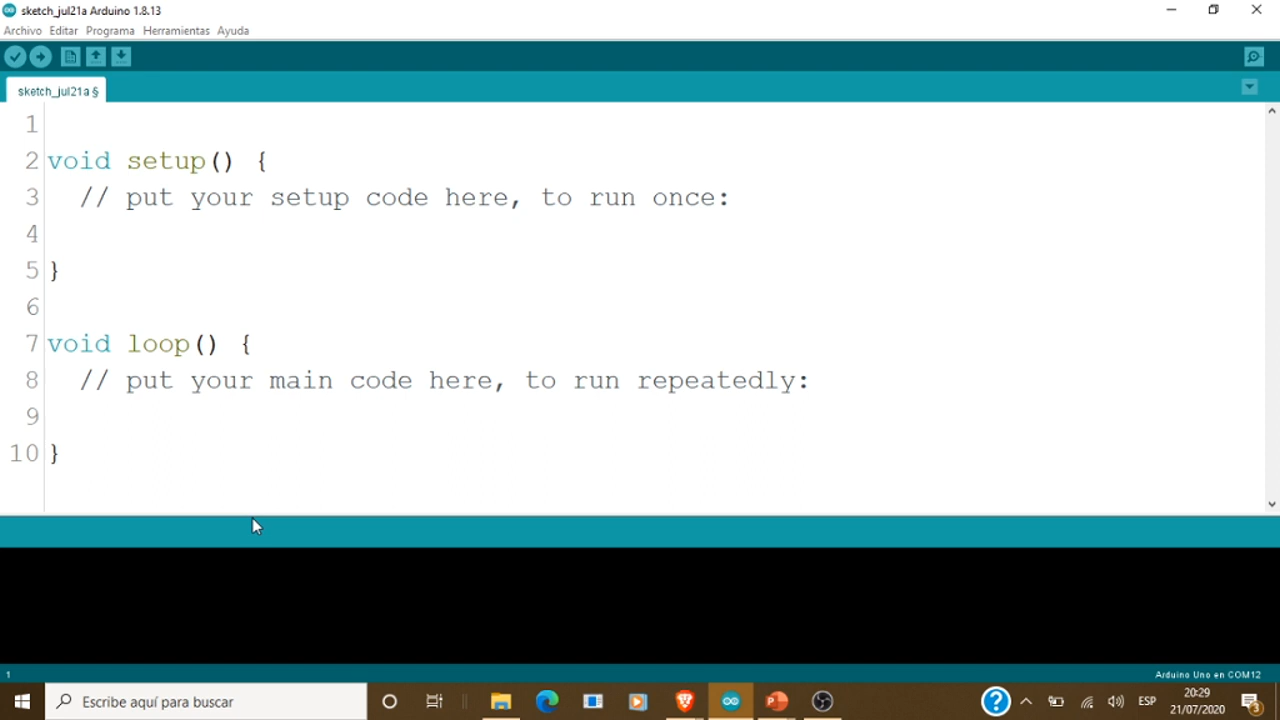 sketch_jul21a Arduino 1.8.13
Archivo Editar Programa Herramientas Ayuda
sketch_jul21a §
1
2 void setup() {
3 // put your setup code here, to run once:
4
5 }
6
7 void loop() {
8 // put your main code here, to run repeatedly:
9
10 }
1 Arduino Uno en COM12
Escribe aquí para buscar
ESP
20:29
21/07/2020
3